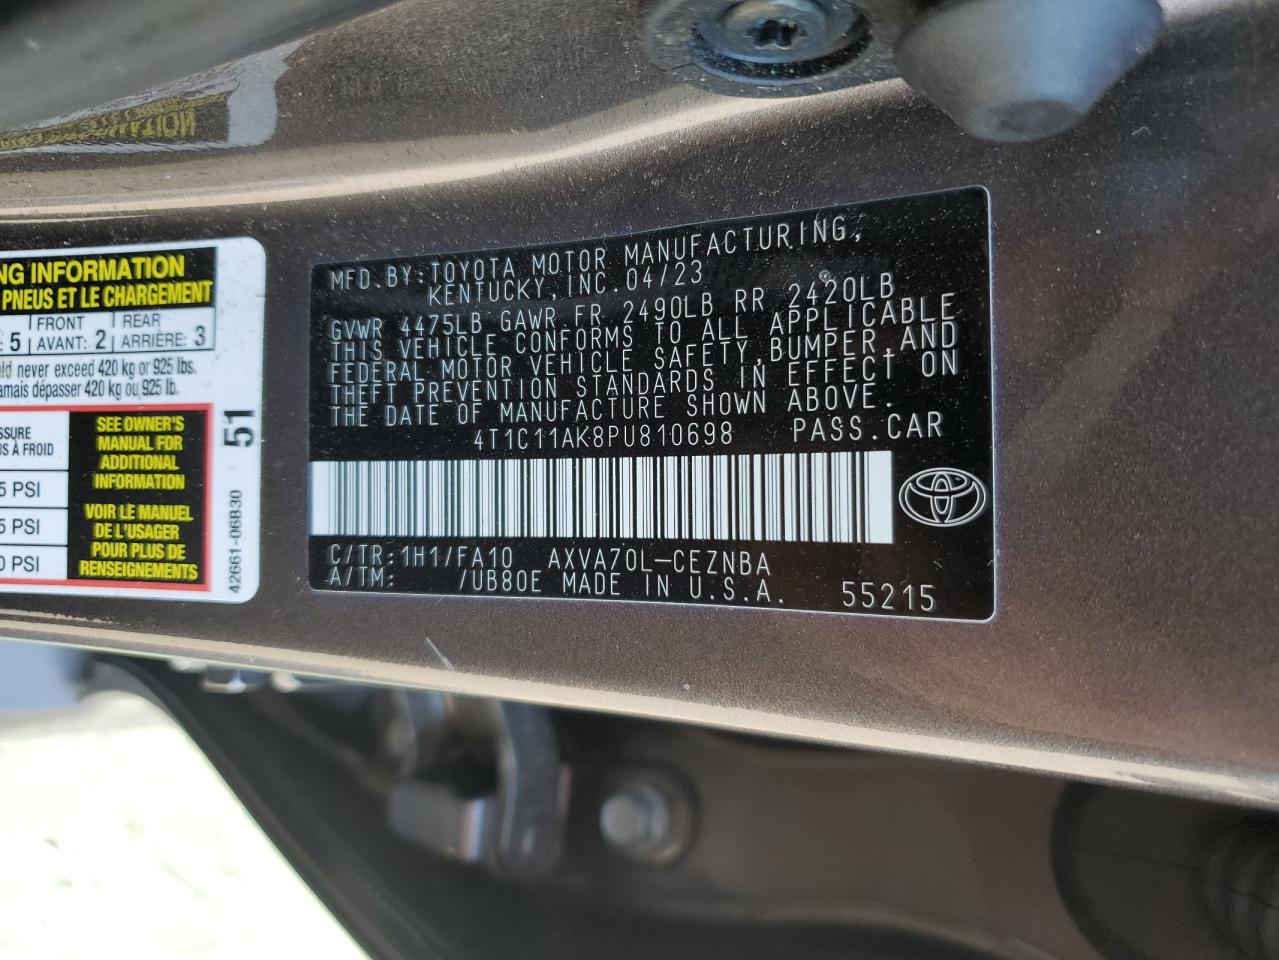 NG INFORMATION
PNEUS ET LE CHARGEMENT
: 5 FRONT AVANT: 2 REAR ARRIÈRE: 3
never exceed 420 kg or 925 lbs.
amais dépasser 420 kg ou 925 lb.
SSURE
À FROID
5 PSI
5 PSI
0 PSI
SEE OWNER'S
MANUAL FOR
ADDITIONAL
INFORMATION
VOIR LE MANUEL
DE L'USAGER
POUR PLUS DE
RENSEIGNEMENTS
51
42661-06B30
MFD.BY:TOYOTA MOTOR MANUFACTURING,
KENTUCKY,INC.04/23
GVWR 4475LB GAWR FR 2490LB RR 2420LB
THIS VEHICLE CONFORMS TO ALL APPLICABLE
FEDERAL MOTOR VEHICLE SAFETY,BUMPER,AND
THEFT PREVENTION STANDARDS IN EFFECT ON
THE DATE OF MANUFACTURE SHOWN ABOVE.
4T1C11AK8PU810698 PASS.CAR
C/TR:1H1/FA10 AXVA70L-CEZNBA
A/TM: /UB80E MADE IN U.S.A. 55215